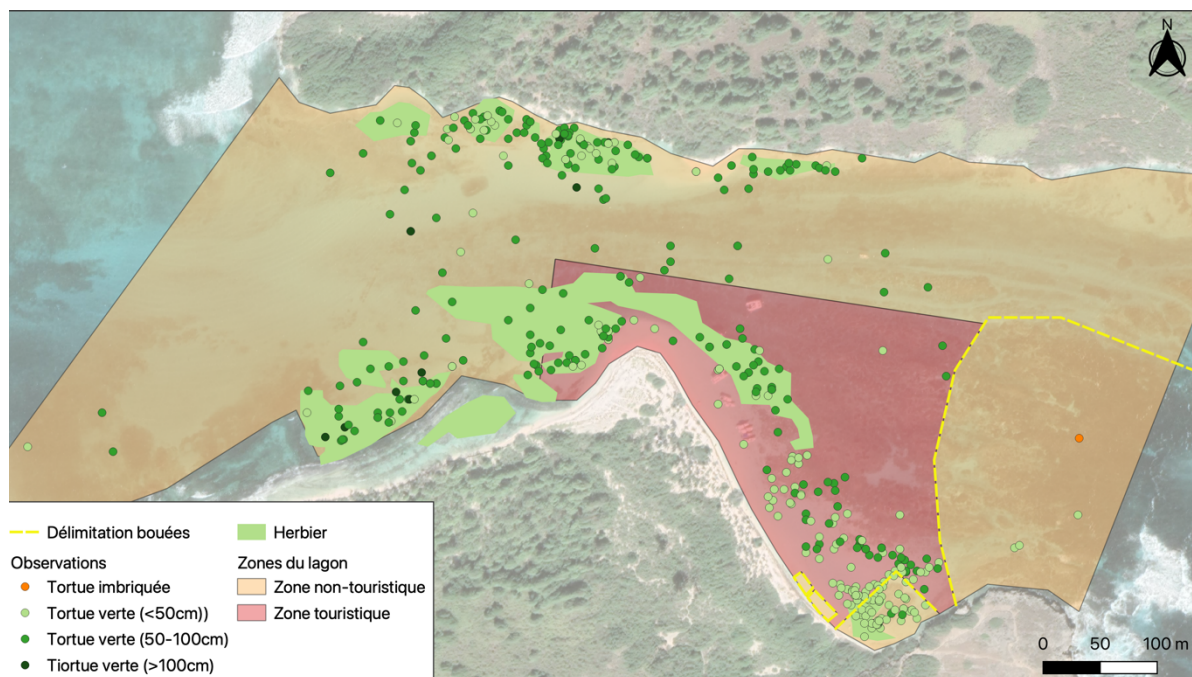 N
Délimitation bouées
Observations
Tortue imbriquée
Tortue verte (<50cm))
Tortue verte (50-100cm)
Tiortue verte (>100cm)
Herbier
Zones du lagon
Zone non-touristique
Zone touristique
0 50 100 m